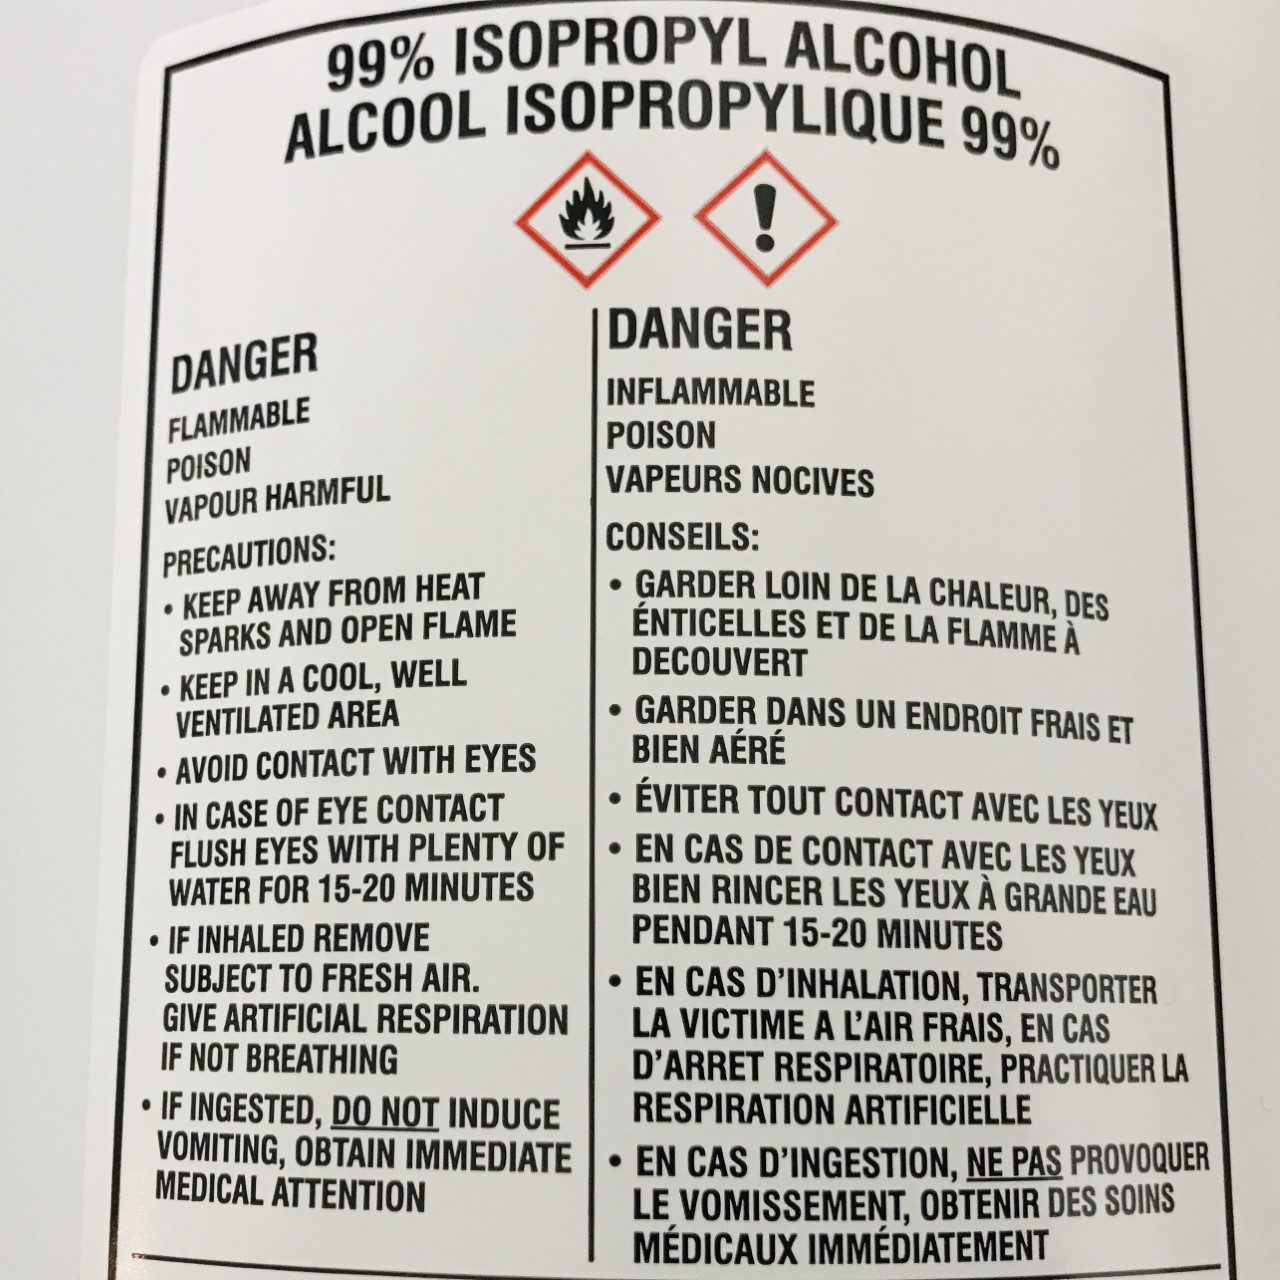 99% ISOPROPYL ALCOHOL
ALCOOL ISOPROPYLIQUE 99%
DANGER
FLAMMABLE
POISON
VAPOUR HARMFUL
PRECAUTIONS:
• KEEP AWAY FROM HEAT
SPARKS AND OPEN FLAME
• KEEP IN A COOL, WELL
VENTILATED AREA
• AVOID CONTACT WITH EYES
• IN CASE OF EYE CONTACT
FLUSH EYES WITH PLENTY OF
WATER FOR 15-20 MINUTES
• IF INHALED REMOVE
SUBJECT TO FRESH AIR.
GIVE ARTIFICIAL RESPIRATION
IF NOT BREATHING
• IF INGESTED, DO NOT INDUCE
VOMITING, OBTAIN IMMEDIATE
MEDICAL ATTENTION
DANGER
INFLAMMABLE
POISON
VAPEURS NOCIVES
CONSEILS:
• GARDER LOIN DE LA CHALEUR, DES
ÉNTICELLES ET DE LA FLAMME À
DECOUVERT
• GARDER DANS UN ENDROIT FRAIS ET
BIEN AÉRÉ
• ÉVITER TOUT CONTACT AVEC LES YEUX
• EN CAS DE CONTACT AVEC LES YEUX
BIEN RINCER LES YEUX À GRANDE EAU
PENDANT 15-20 MINUTES
• EN CAS D'INHALATION, TRANSPORTER
LA VICTIME A L'AIR FRAIS, EN CAS
D'ARRET RESPIRATOIRE, PRACTIQUER LA
RESPIRATION ARTIFICIELLE
• EN CAS D'INGESTION, NE PAS PROVOQUER
LE VOMISSEMENT, OBTENIR DES SOINS
MÉDICAUX IMMÉDIATEMENT